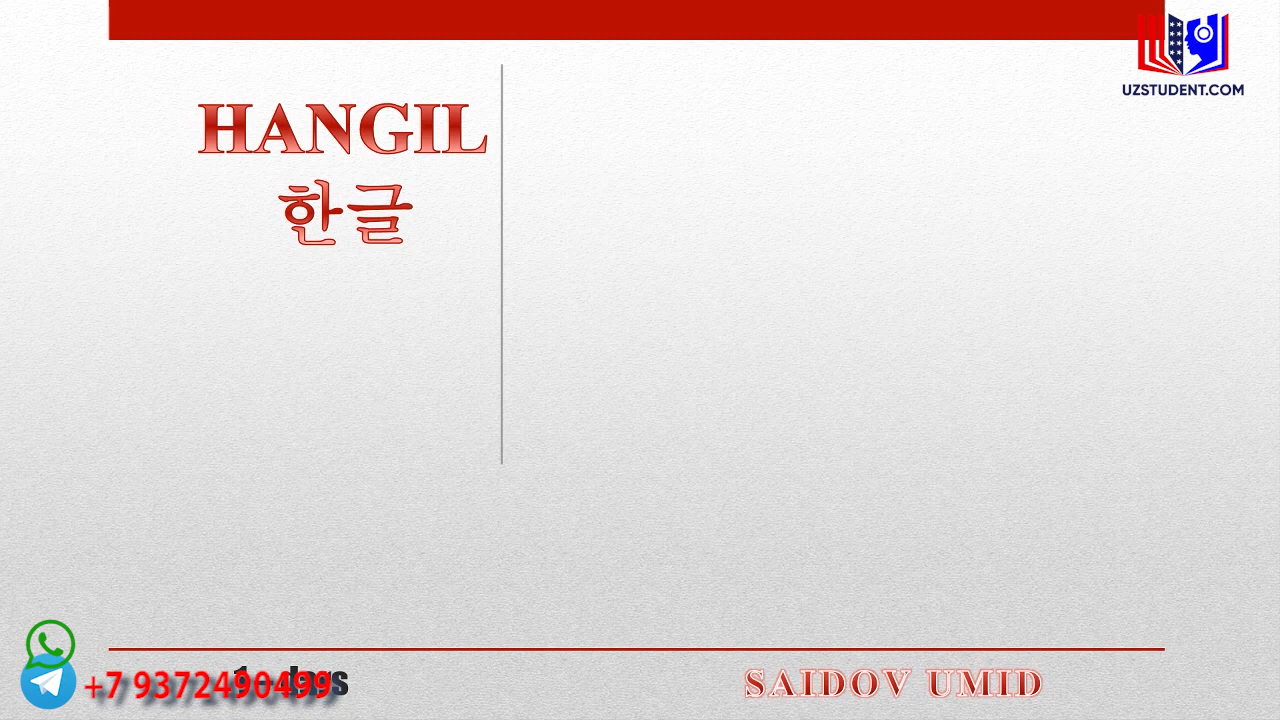 UZSTUDENT.COM
HANGIL
한글
+7 9372490499
SAIDOV UMID